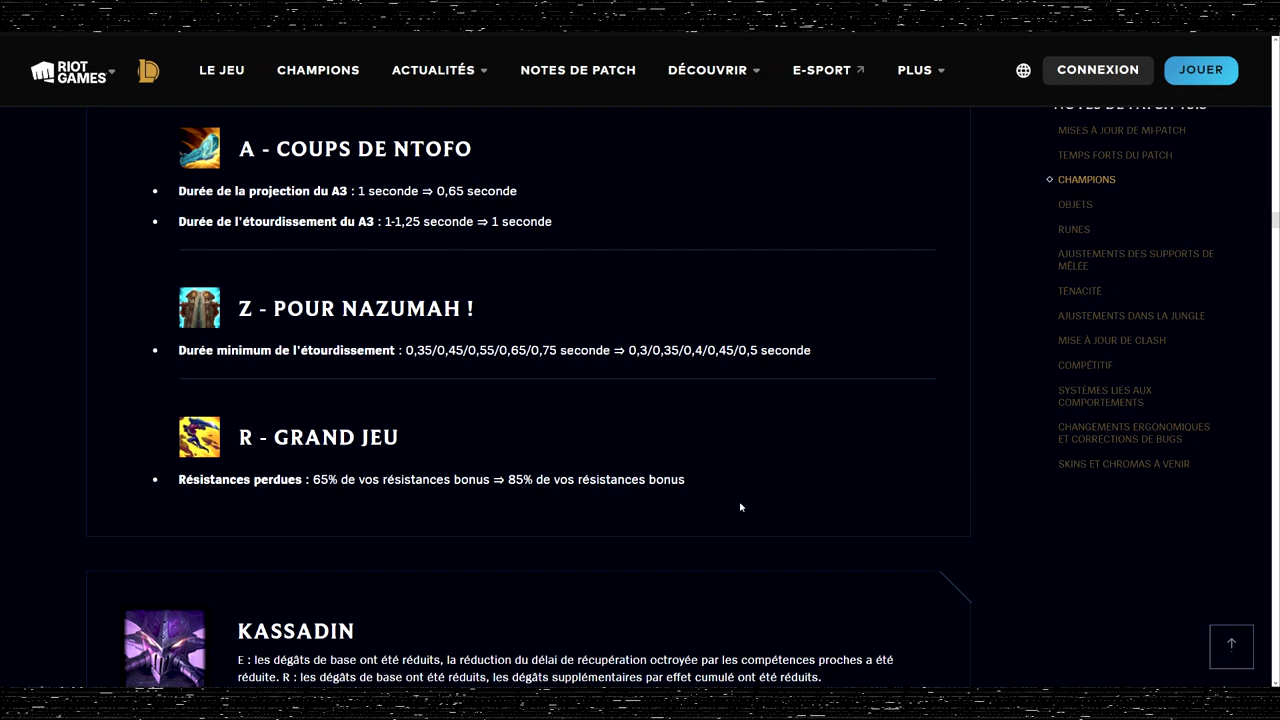 RIOT GAMES
LE JEU
CHAMPIONS
ACTUALITÉS
NOTES DE PATCH
DÉCOUVRIR
E-SPORT
PLUS
CONNEXION
JOUER
A - COUPS DE NTOFO
• Durée de la projection du A3 : 1 seconde ⇒ 0,65 seconde
• Durée de l'étourdissement du A3 : 1-1,25 seconde ⇒ 1 seconde
Z - POUR NAZUMAH !
• Durée minimum de l'étourdissement : 0,35/0,45/0,55/0,65/0,75 seconde ⇒ 0,3/0,35/0,4/0,45/0,5 seconde
R - GRAND JEU
• Résistances perdues : 65% de vos résistances bonus ⇒ 85% de vos résistances bonus
KASSADIN
E : les dégâts de base ont été réduits, la réduction du délai de récupération octroyée par les compétences proches a été
réduite. R : les dégâts de base ont été réduits, les dégâts supplémentaires par effet cumulé ont été réduits.
MISES À JOUR DE MI-PATCH
TEMPS FORTS DU PATCH
CHAMPIONS
OBJETS
RUNES
AJUSTEMENTS DES SUPPORTS DE
MÊLÉE
TÉNACITÉ
AJUSTEMENTS DANS LA JUNGLE
MISE À JOUR DE CLASH
COMPÉTITIF
SYSTÈMES LIÉS AUX
COMPORTEMENTS
CHANGEMENTS ERGONOMIQUES
ET CORRECTIONS DE BUGS
SKINS ET CHROMAS À VENIR